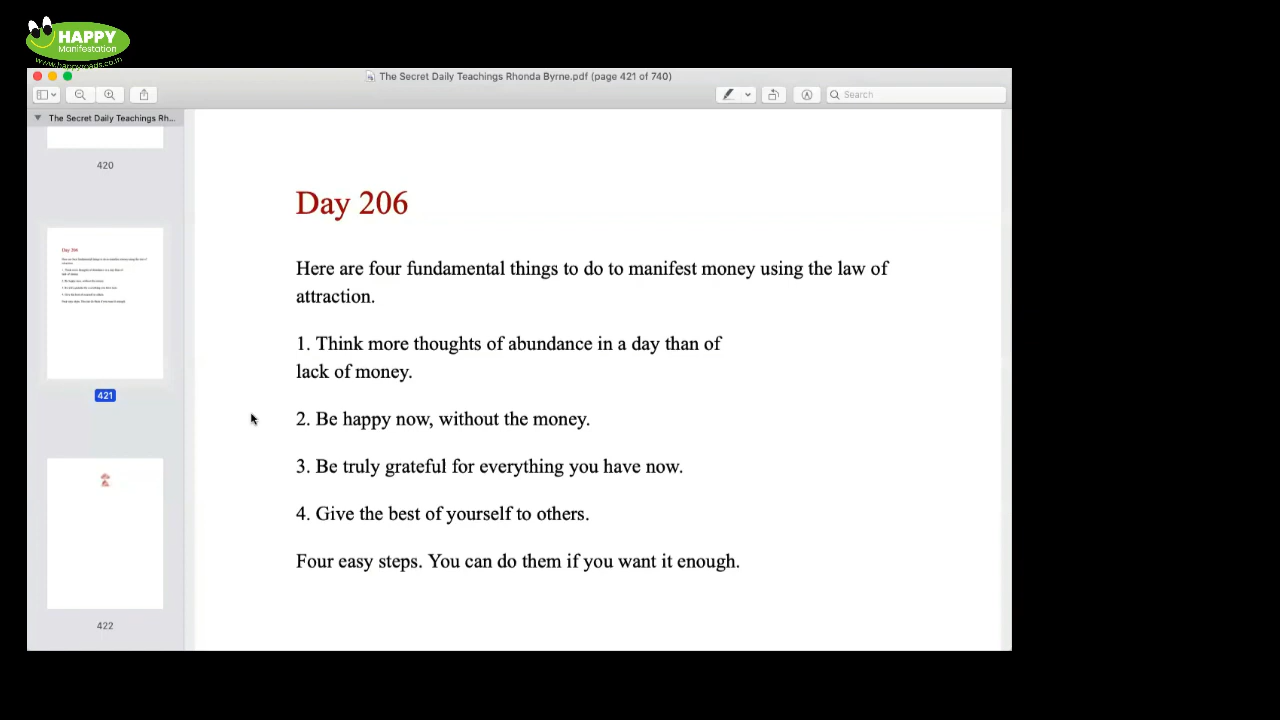 HAPPY
Manifestation
www.happyroads.co.in
The Secret Daily Teachings Rhonda Byrne.pdf (page 421 of 740)
Search
The Secret Daily Teachings Rh...
420
Day 206
Here are four fundamental things to do to manifest money using the law of
attraction.
1. Think more thoughts of abundance in a day than of
lack of money.
2. Be happy now, without the money.
3. Be truly grateful for everything you have now.
4. Give the best of yourself to others.
Four easy steps. You can do them if you want it enough.
421
422